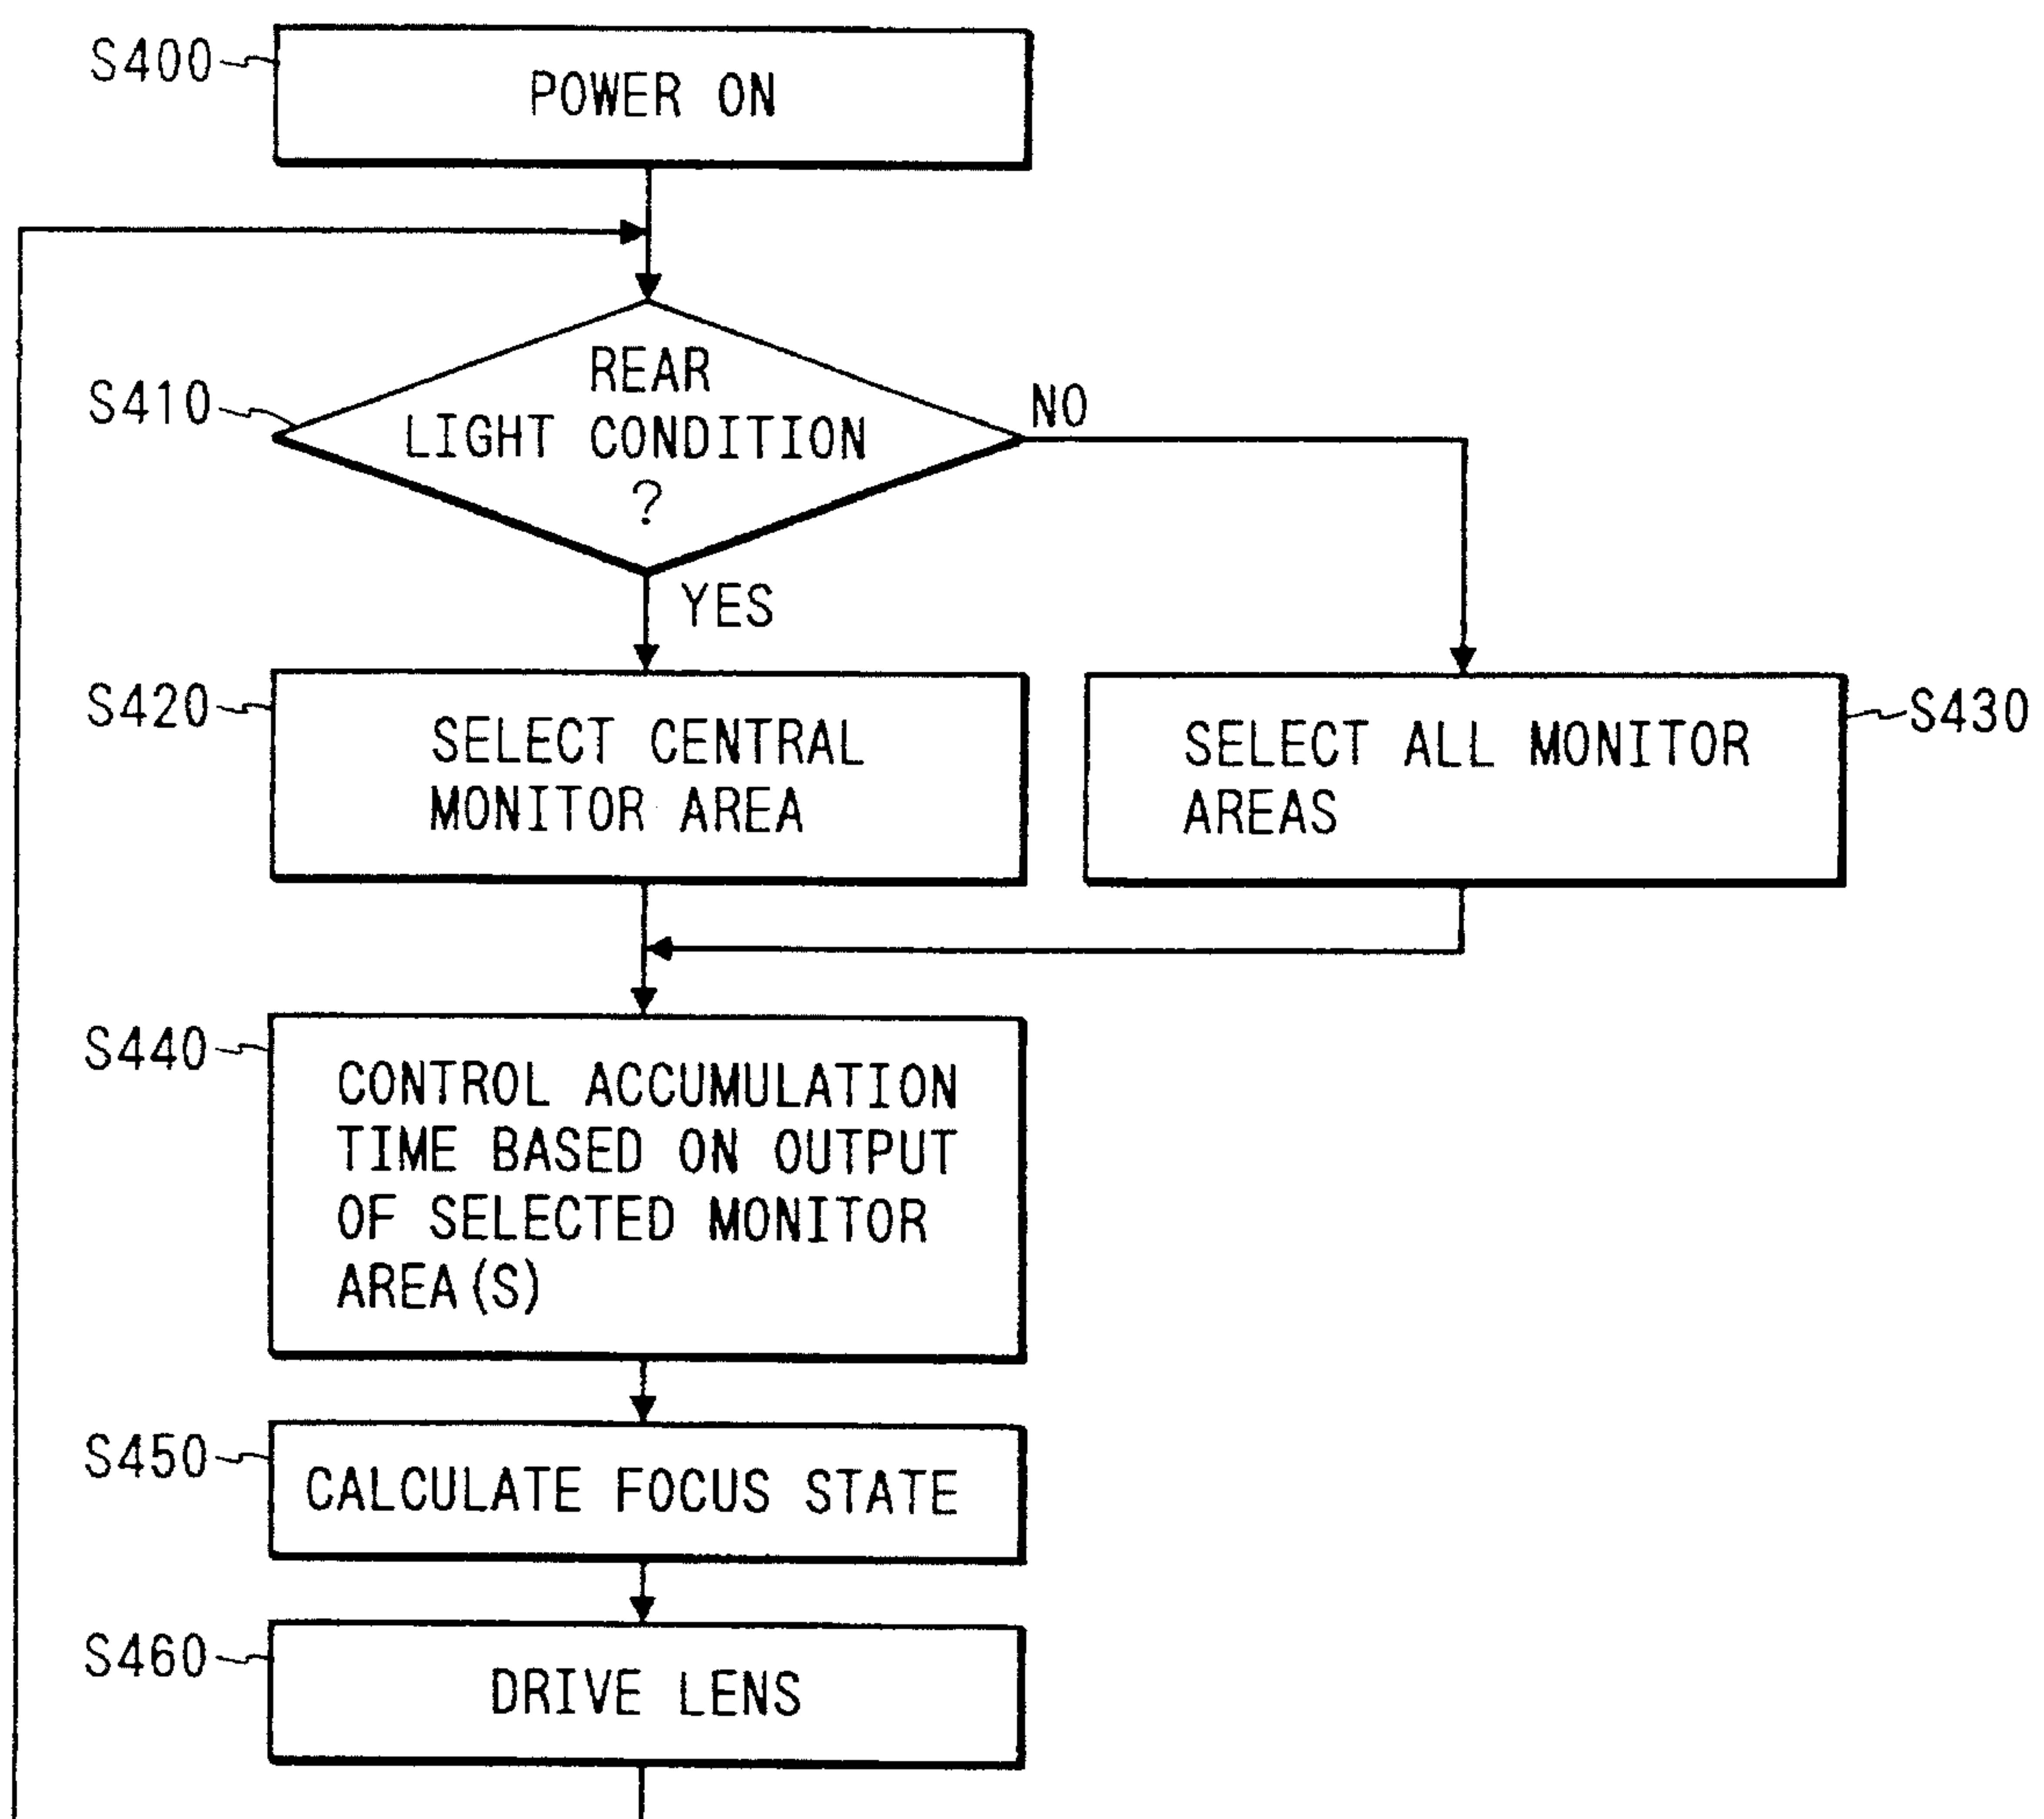 S400
POWER ON
S410
REAR
LIGHT CONDITION
?
NO
YES
S420
SELECT CENTRAL
MONITOR AREA
SELECT ALL MONITOR
AREAS
S430
S440
CONTROL ACCUMULATION
TIME BASED ON OUTPUT
OF SELECTED MONITOR
AREA(S)
S450
CALCULATE FOCUS STATE
S460
DRIVE LENS